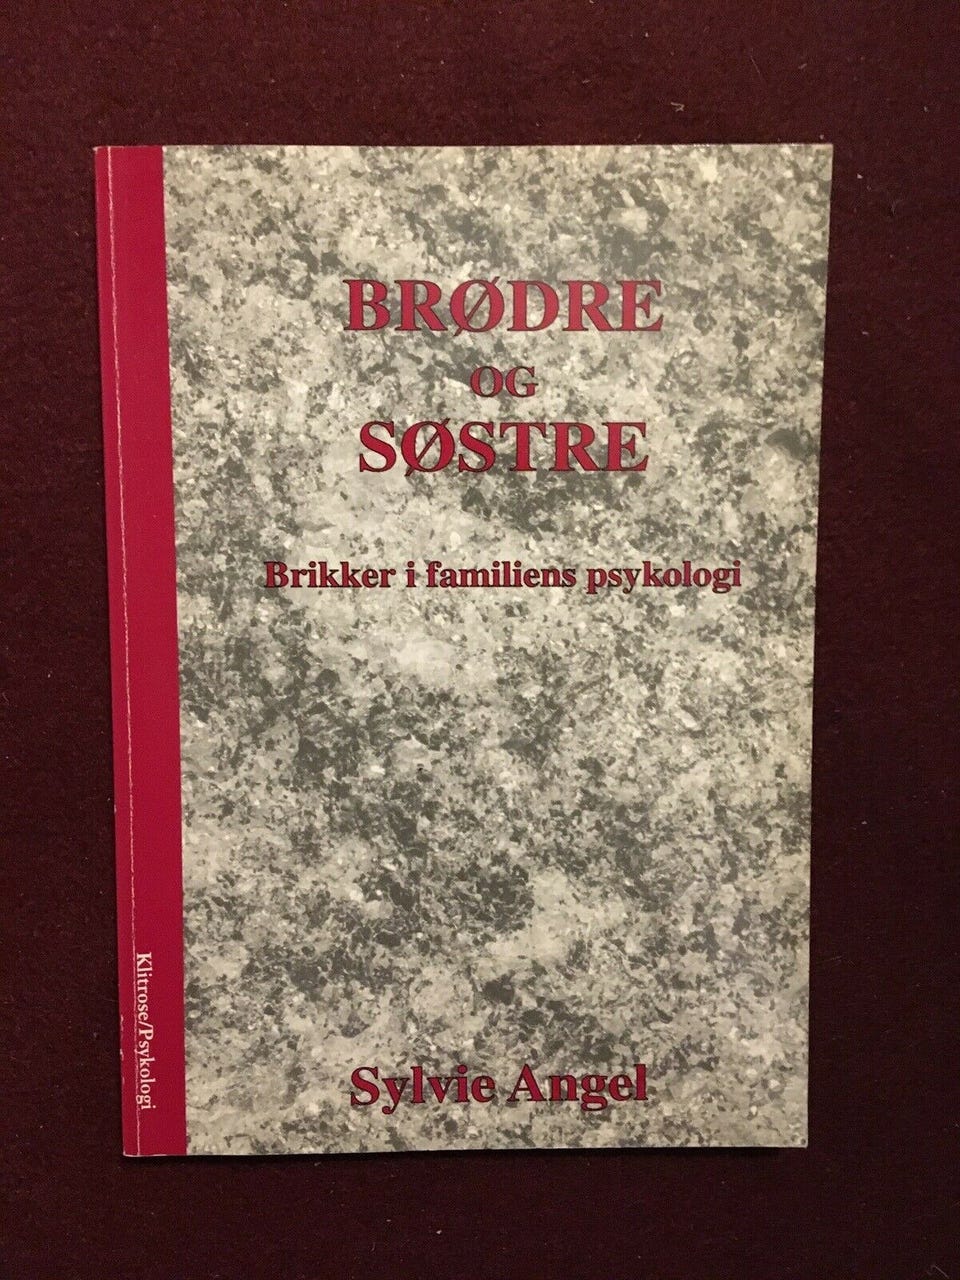 BRØDRE
OG
SØSTRE
Brikker i familiens psykologi
Sylvie Angel
Klitrose/Psykologi